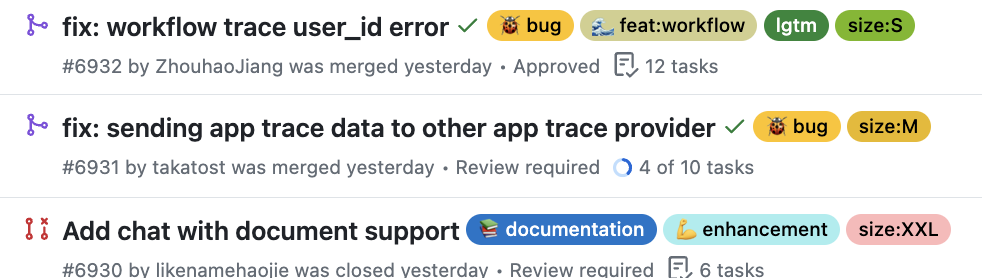 fix: workflow trace user_id error bug feat:workflow lgtm size:S
#6932 by ZhouhaoJiang was merged yesterday • Approved 12 tasks
fix: sending app trace data to other app trace provider bug size:M
#6931 by takatost was merged yesterday • Review required 4 of 10 tasks
Add chat with document support documentation enhancement size:XXL
#6930 by likenamehaojie was closed yesterday • Review required 6 tasks